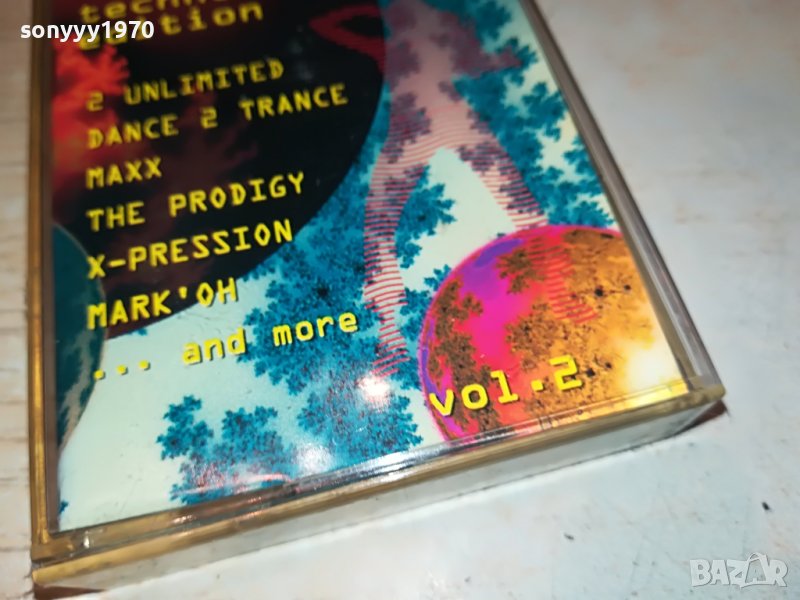 sonyyy1970
2 UNLIMITED
DANCE 2 TRANCE
MAXX
THE PRODIGY
X-PRESSION
MARK'OH
... and more
vol.2
BAZAR